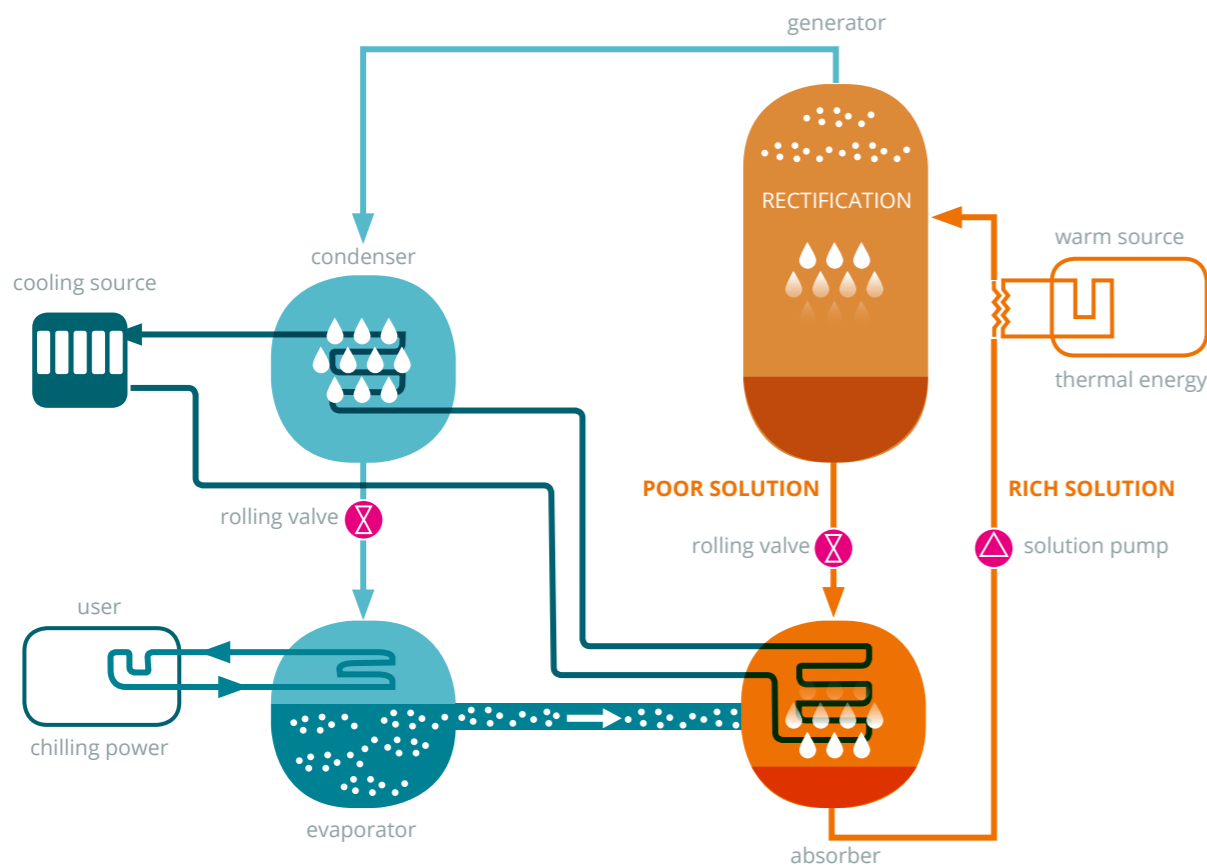 generator
RECTIFICATION
warm source
condenser
cooling source
thermal energy
POOR SOLUTION
RICH SOLUTION
rolling valve
rolling valve
solution pump
user
chilling power
evaporator
absorber